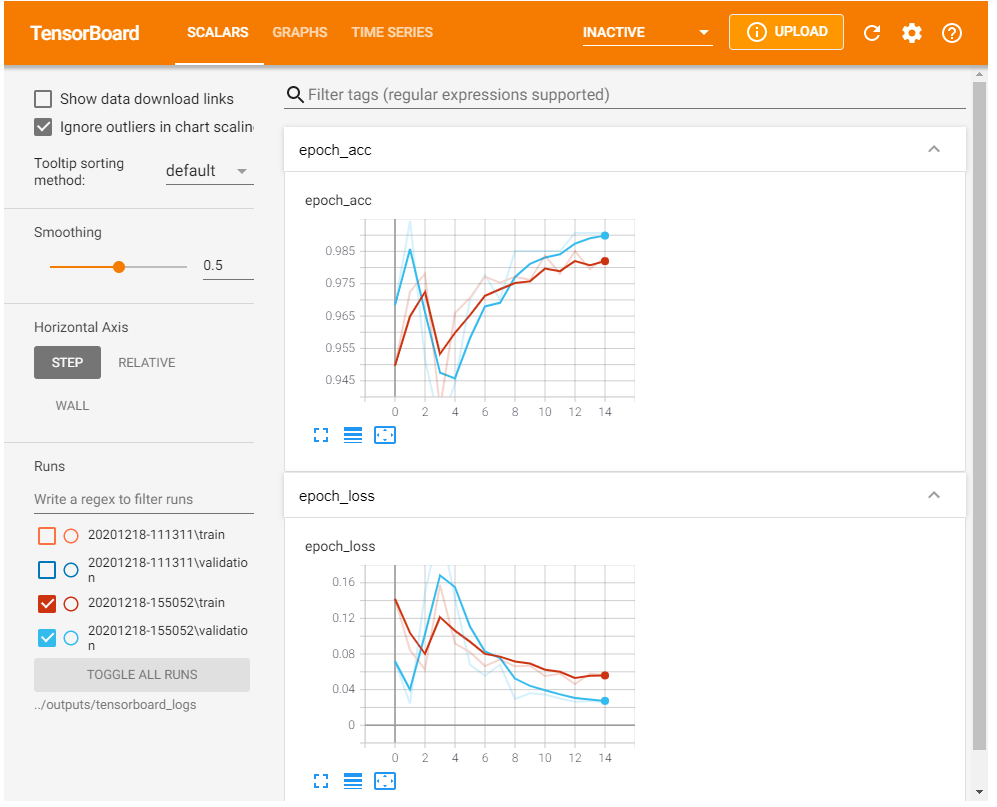 TensorBoard
SCALARS
GRAPHS
TIME SERIES
INACTIVE
UPLOAD
Show data download links
Ignore outliers in chart scalin
Tooltip sorting
method:
default
Smoothing
0.5
Horizontal Axis
STEP
RELATIVE
WALL
Runs
Write a regex to filter runs
20201218-111311\train
20201218-111311\validatio
n
20201218-155052\train
20201218-155052\validatio
n
TOGGLE ALL RUNS
../outputs/tensorboard_logs
Filter tags (regular expressions supported)
epoch_acc
epoch_acc
0.985
0.975
0.965
0.955
0.945
0 2 4 6 8 10 12 14
epoch_loss
epoch_loss
0.16
0.12
0.08
0.04
0
0 2 4 6 8 10 12 14